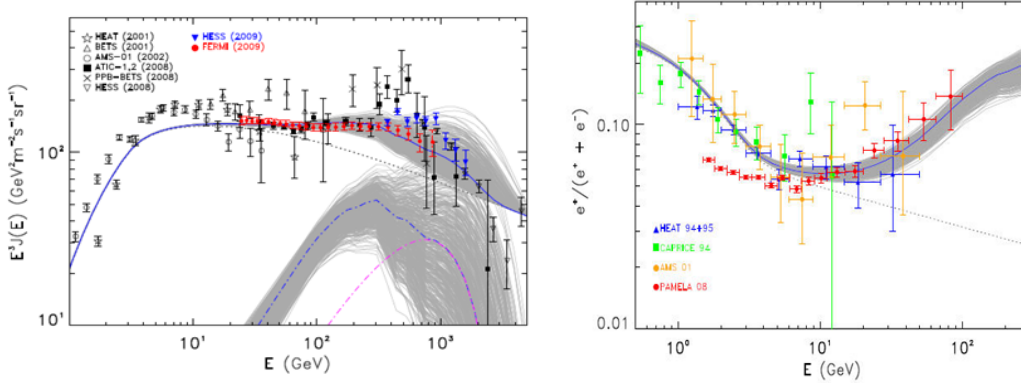 ☆ HEAT (2001)
△ BETS (2001)
○ AMS-01 (2002)
■ ATIC-1,2 (2008)
× PPB-BETS (2008)
▽ HESS (2008)
▼ HESS (2009)
● FERMI (2009)
E³J(E) (GeV²m⁻²s⁻¹sr⁻¹)
10²
10¹
10¹
10²
10³
E (GeV)
e⁺/(e⁺ + e⁻)
0.10
0.01
▲ HEAT 94+95
■ CAPRICE 94
● AMS 01
● PAMELA 08
10⁰
10¹
10²
E (GeV)